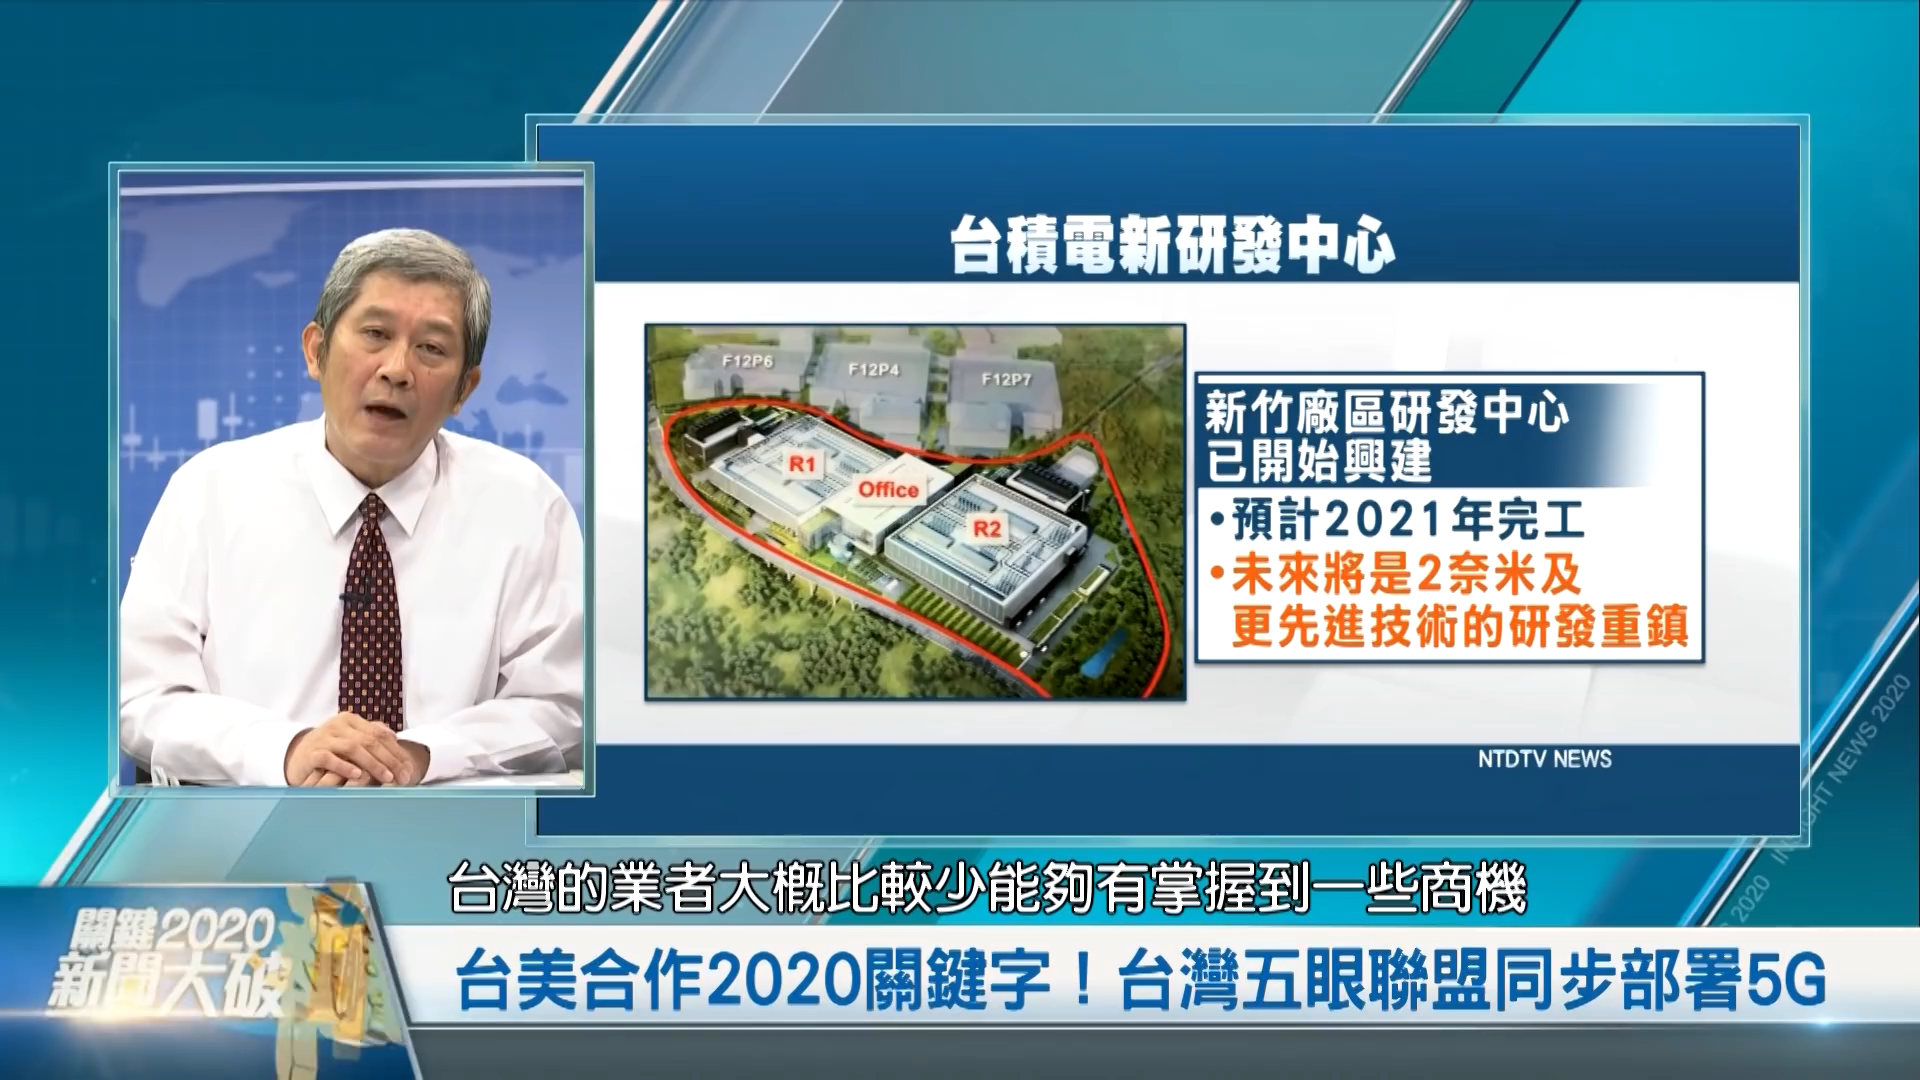 台積電新研發中心
F12P6
F12P4
F12P7
R1
Office
R2
新竹廠區研發中心
已開始興建
•預計2021年完工
•未來將是2奈米及
更先進技術的研發重鎮
NTDTV NEWS
INSIGHT NEWS 2020
2020
台灣的業者大概比較少能夠有掌握到一些商機
關鍵2020
新聞大破
台美合作2020關鍵字！台灣五眼聯盟同步部署5G